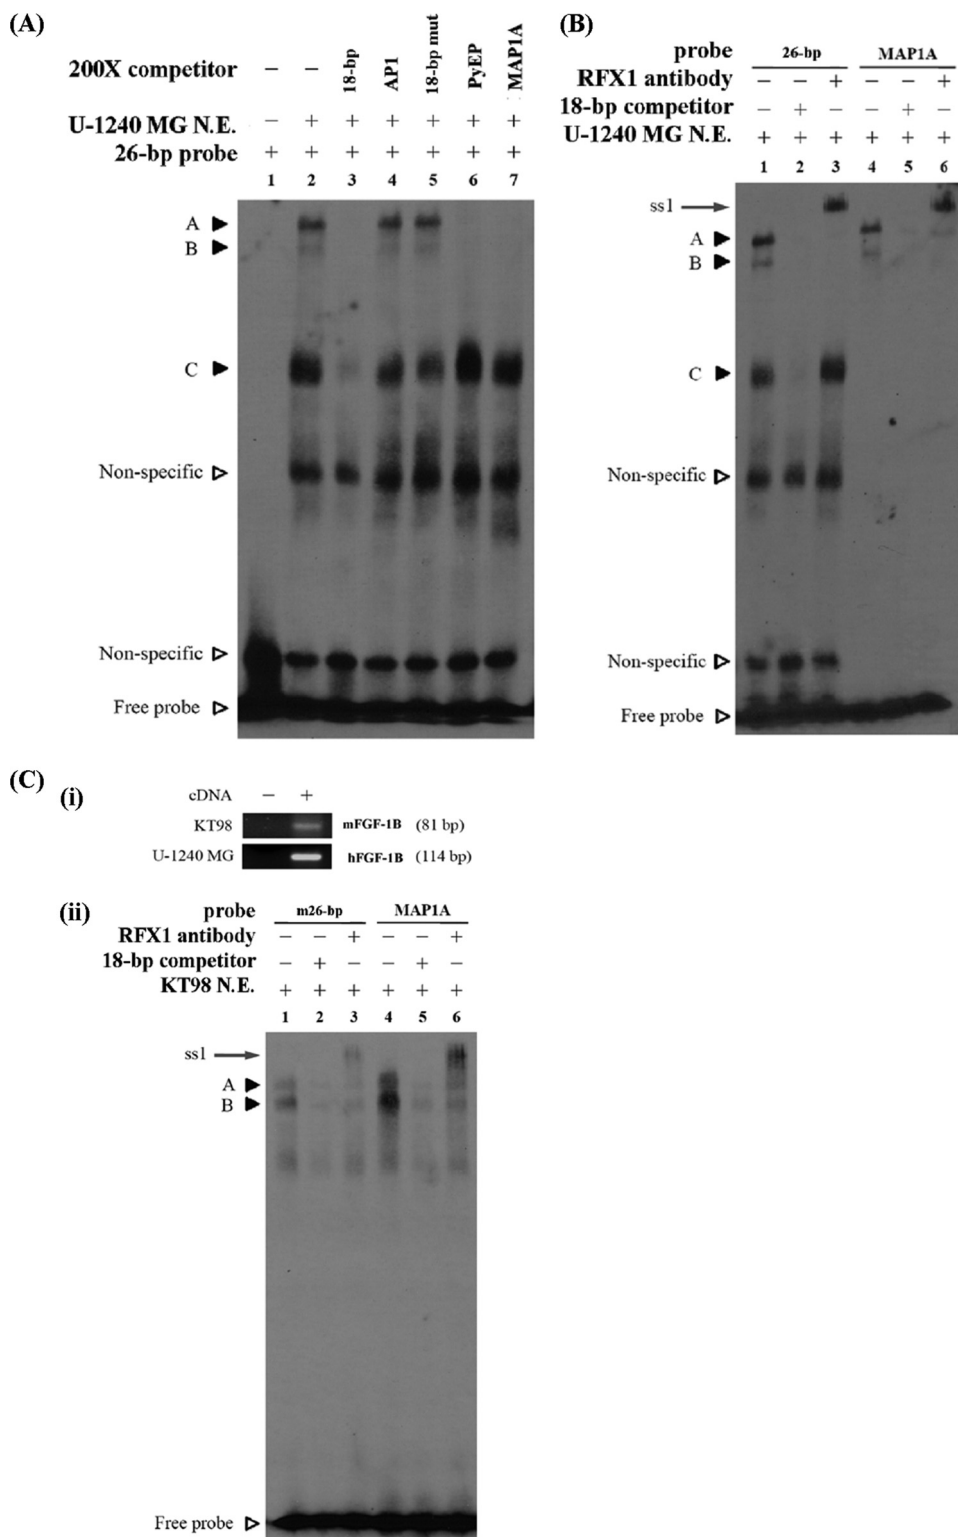 (A)
200X competitor − − 18-bp AP1 18-bp mut PyEP MAP1A
U-1240 MG N.E. − + + + + + +
26-bp probe + + + + + + +
1 2 3 4 5 6 7
A
B
C
Non-specific
Non-specific
Free probe
(B)
probe 26-bp MAP1A
RFX1 antibody − − + − − +
18-bp competitor − + − − + −
U-1240 MG N.E. + + + + + +
1 2 3 4 5 6
ss1
A
B
C
Non-specific
Non-specific
Free probe
(C)
(i)
cDNA − +
KT98 mFGF-1B (81 bp)
U-1240 MG hFGF-1B (114 bp)
(ii)
probe m26-bp MAP1A
RFX1 antibody − − + − − +
18-bp competitor − + − − + −
KT98 N.E. + + + + + +
1 2 3 4 5 6
ss1
A
B
Free probe